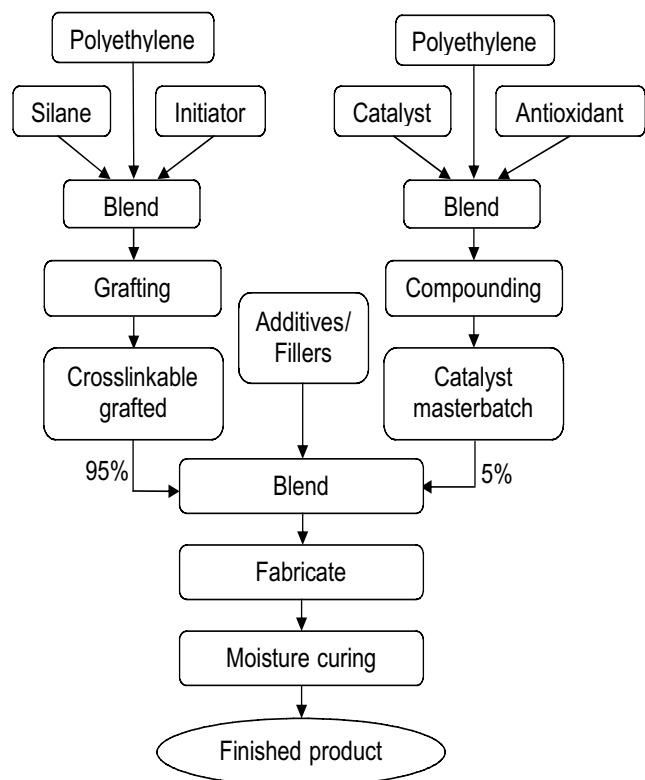 Polyethylene
Polyethylene
Silane
Initiator
Catalyst
Antioxidant
Blend
Blend
Grafting
Compounding
Additives/
Fillers
Crosslinkable
grafted
Catalyst
masterbatch
95%
5%
Blend
Fabricate
Moisture curing
Finished product